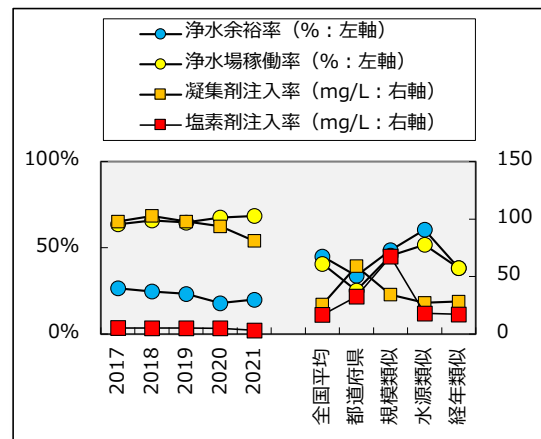 浄水余裕率（%：左軸）
浄水場稼働率（%：左軸）
凝集剤注入率（mg/L：右軸）
塩素剤注入率（mg/L：右軸）
100%
50%
0%
150
100
50
0
2017
2018
2019
2020
2021
全国平均
都道府県
規模類似
水源類似
経年類似